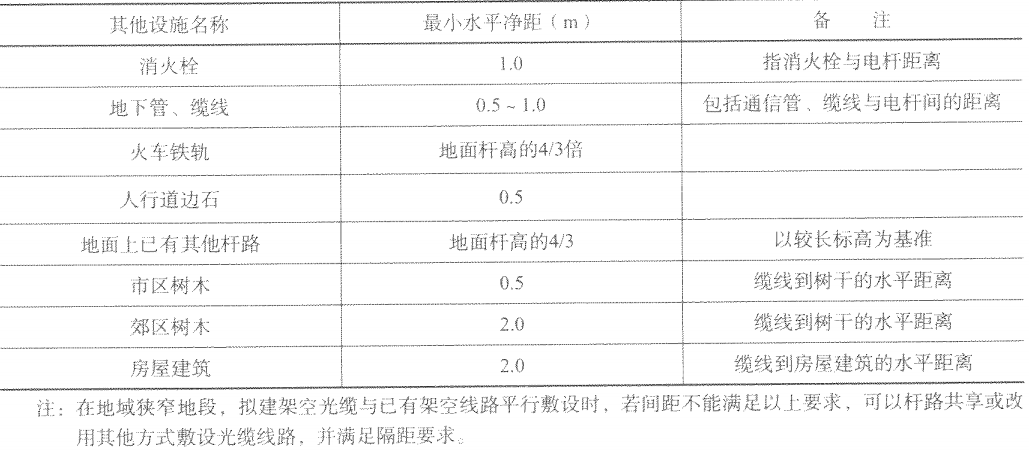 其他设施名称 最小水平净距（m） 备 注
消火栓 1.0 指消火栓与电杆距离
地下管、缆线 0.5~1.0 包括通信管、缆线与电杆间的距离
火车铁轨 地面杆高的4/3倍
人行道边石 0.5
地面上已有其他杆路 地面杆高的4/3 以较长标高为基准
市区树木 0.5 缆线到树干的水平距离
郊区树木 2.0 缆线到树干的水平距离
房屋建筑 2.0 缆线到房屋建筑的水平距离
注：在地域狭窄地段，拟建架空光缆与已有架空线路平行敷设时，若间距不能满足以上要求，可以杆路共享或改
用其他方式敷设光缆线路，并满足隔距要求。